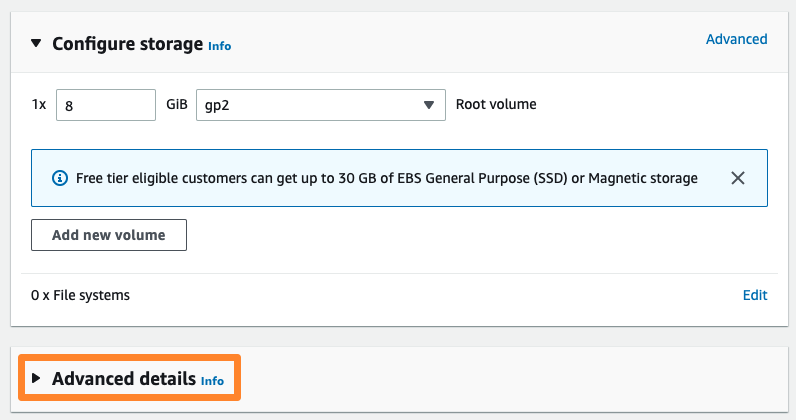 Configure storage Info
Advanced
1x 8 GiB gp2 Root volume
Free tier eligible customers can get up to 30 GB of EBS General Purpose (SSD) or Magnetic storage
Add new volume
0 x File systems
Edit
Advanced details Info